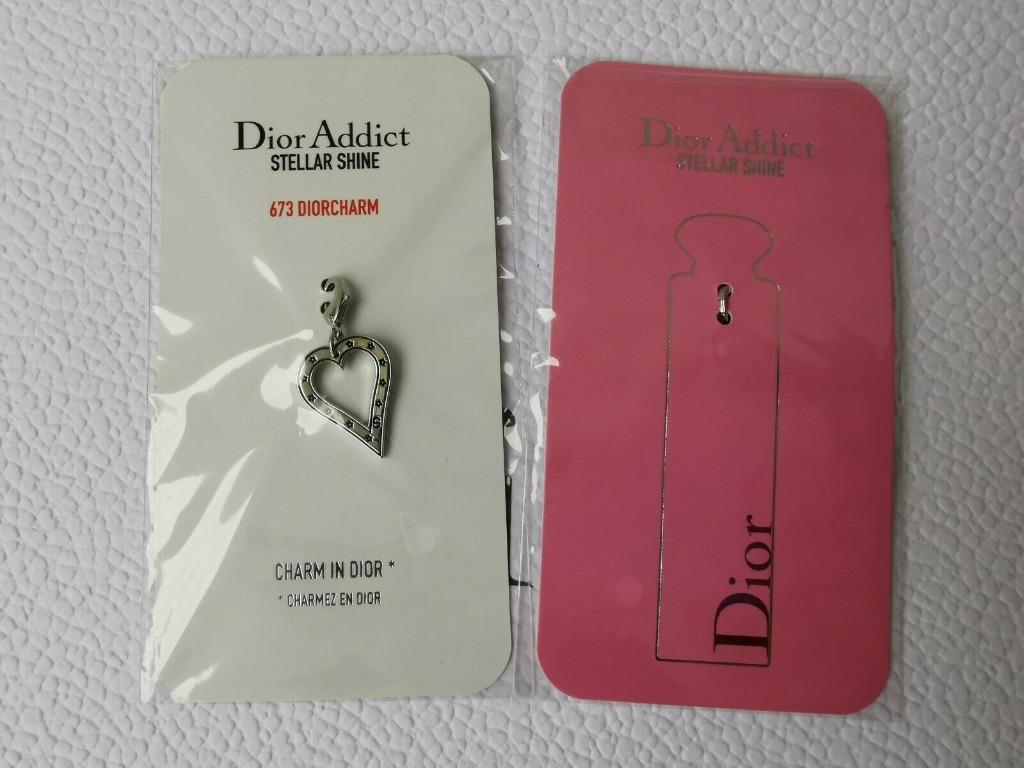 Dior Addict
STELLAR SHINE
673 DIORCHARM
CHARM IN DIOR *
* CHARMEZ EN DIOR
Dior Addict
STELLAR SHINE
Dior